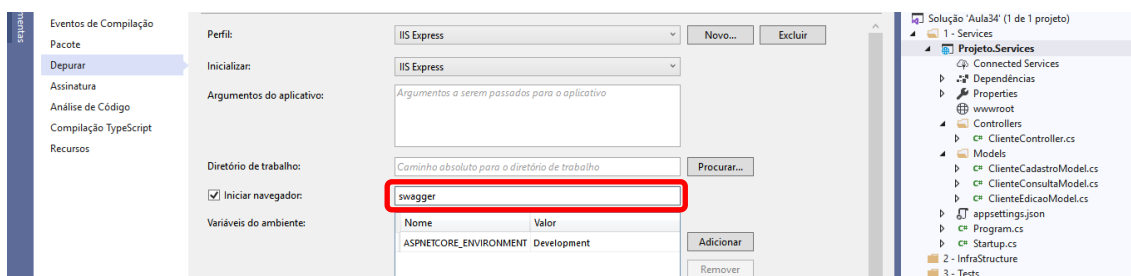 mentas
Eventos de Compilação
Pacote
Depurar
Assinatura
Análise de Código
Compilação TypeScript
Recursos
Perfil:
IIS Express
Novo...
Excluir
Inicializar:
IIS Express
Argumentos do aplicativo:
Argumentos a serem passados para o aplicativo
Diretório de trabalho:
Caminho absoluto para o diretório de trabalho
Procurar...
Iniciar navegador:
swagger
Variáveis do ambiente:
Nome Valor
ASPNETCORE_ENVIRONMENT Development
Adicionar
Remover
Solução 'Aula34' (1 de 1 projeto)
1 - Services
Projeto.Services
Connected Services
Dependências
Properties
wwwroot
Controllers
C# ClienteController.cs
Models
C# ClienteCadastroModel.cs
C# ClienteConsultaModel.cs
C# ClienteEdicaoModel.cs
appsettings.json
C# Program.cs
C# Startup.cs
2 - InfraStructure
3 - Tests